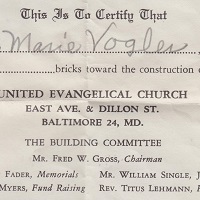 This Is To Certify That
Marie Vogler
bricks toward the construction
UNITED EVANGELICAL CHURCH
EAST AVE. & DILLON ST.
BALTIMORE 24, MD.
THE BUILDING COMMITTEE
MR. FRED W. GROSS, Chairman
FADER, Memorials MR. WILLIAM SINGLE, J
MYERS, Fund Raising REV. TITUS LEHMANN,